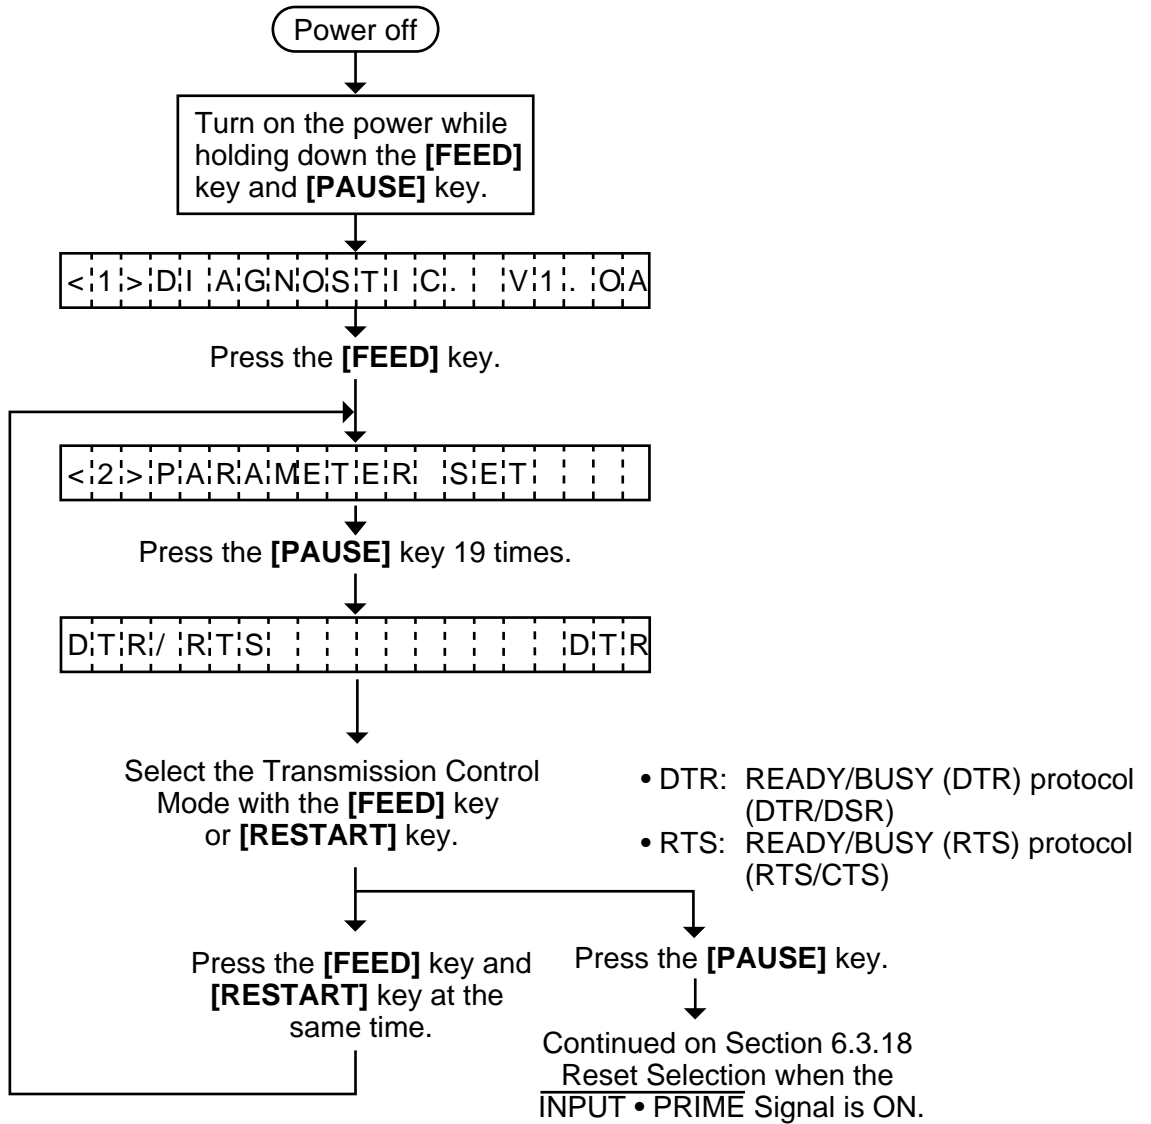 Power off
Turn on the power while
holding down the [FEED]
key and [PAUSE] key.
<1>DIAGNOSTIC. V1.OA
Press the [FEED] key.
<2>PARAMETER SET
Press the [PAUSE] key 19 times.
DTR/RTS DTR
Select the Transmission Control
Mode with the [FEED] key
or [RESTART] key.
• DTR: READY/BUSY (DTR) protocol
(DTR/DSR)
• RTS: READY/BUSY (RTS) protocol
(RTS/CTS)
Press the [FEED] key and
[RESTART] key at the
same time.
Press the [PAUSE] key.
Continued on Section 6.3.18
Reset Selection when the
INPUT • PRIME Signal is ON.